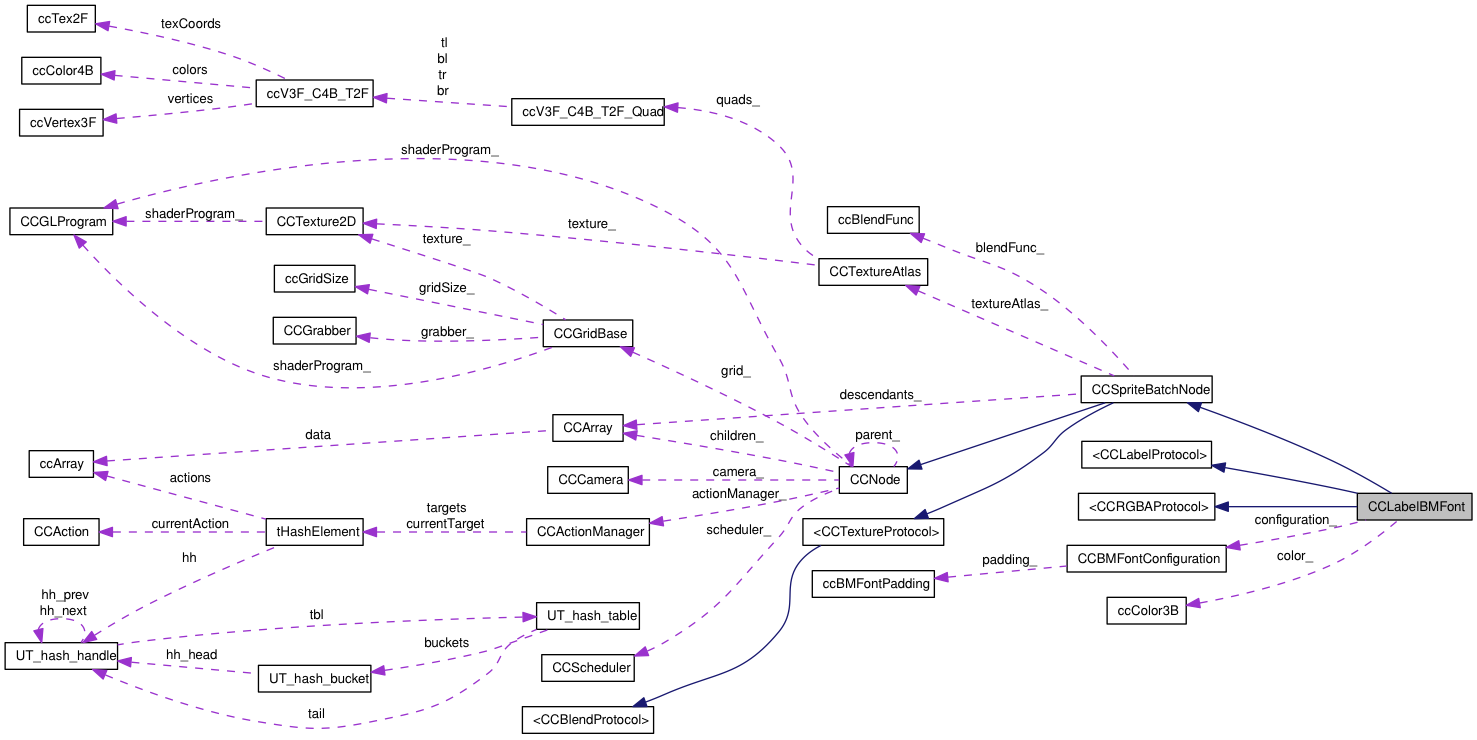 ccTex2F
texCoords
tl
ccColor4B
colors
bl
tr
br
ccV3F_C4B_T2F
vertices
ccVertex3F
ccV3F_C4B_T2F_Quad
quads_
shaderProgram_
CCGLProgram
shaderProgram_
CCTexture2D
texture_
ccBlendFunc
texture_
blendFunc_
ccGridSize
gridSize_
CCTextureAtlas
textureAtlas_
CCGrabber
grabber_
CCGridBase
shaderProgram_
grid_
CCSpriteBatchNode
descendants_
data
CCArray
children_
parent_
<CCLabelProtocol>
ccArray
actions
CCCamera
camera_
CCNode
actionManager_
<CCRGBAProtocol>
CCLabelBMFont
targets
currentTarget
CCAction
currentAction
tHashElement
CCActionManager
scheduler_
<CCTextureProtocol>
configuration_
hh
CCBMFontConfiguration
color_
padding_
ccBMFontPadding
hh_prev
hh_next
tbl
UT_hash_table
ccColor3B
UT_hash_handle
hh_head
buckets
UT_hash_bucket
CCScheduler
tail
<CCBlendProtocol>